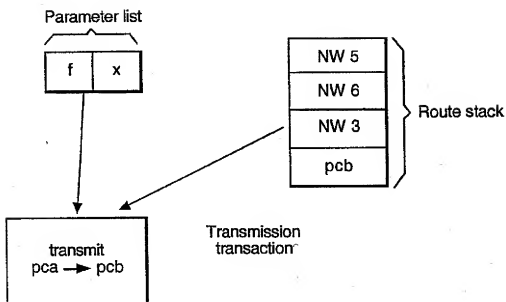 Parameter list
f x
NW 5
NW 6
NW 3
pcb
Route stack
transmit
pca → pcb
Transmission
transaction